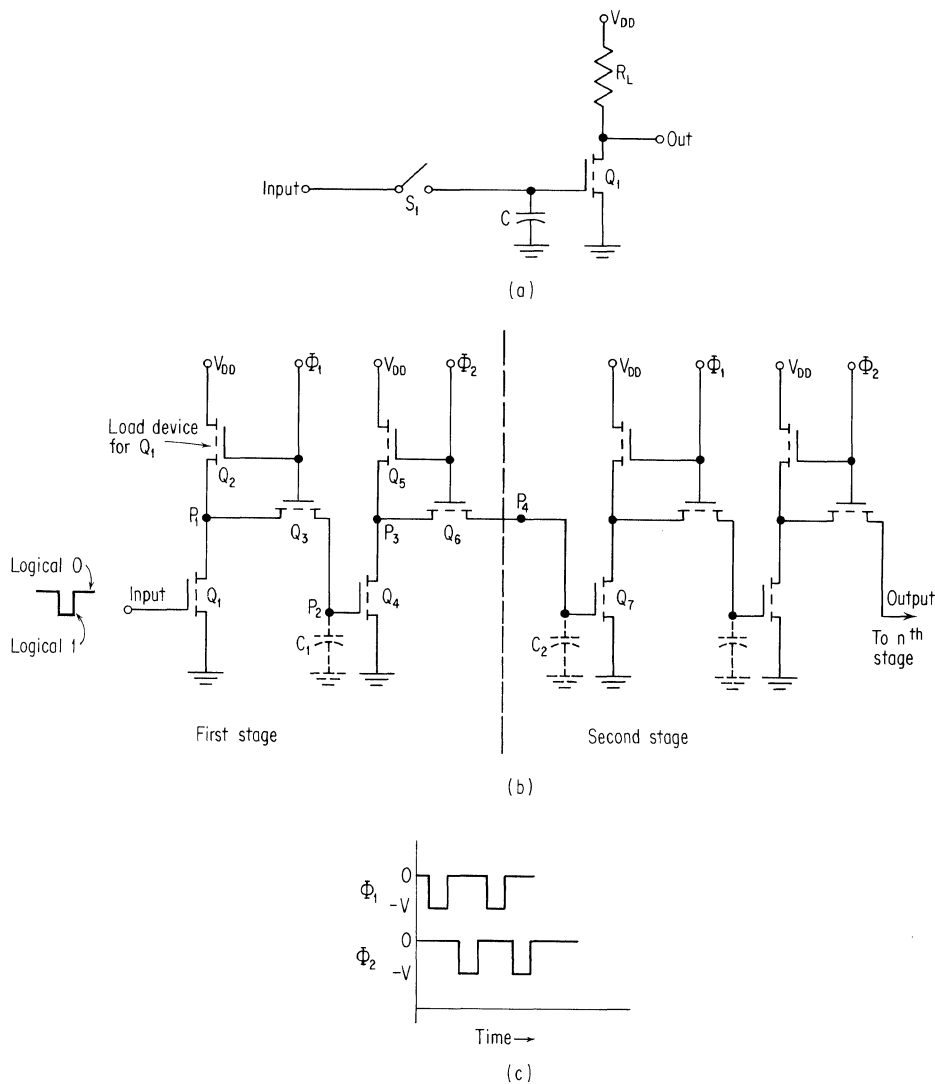 V_DD
R_L
Out
Input
S_1
C
Q_1
(a)
V_DD
Φ_1
V_DD
Φ_2
V_DD
Φ_1
V_DD
Φ_2
Load device
for Q_1
Q_2
Q_5
P_1
Q_3
P_3
Q_6
P_4
Logical 0
Input
Q_1
P_2
Q_4
Q_7
Output
Logical 1
C_1
C_2
To n^th
stage
First stage
Second stage
(b)
0
Φ_1
-V
0
Φ_2
-V
Time
(c)